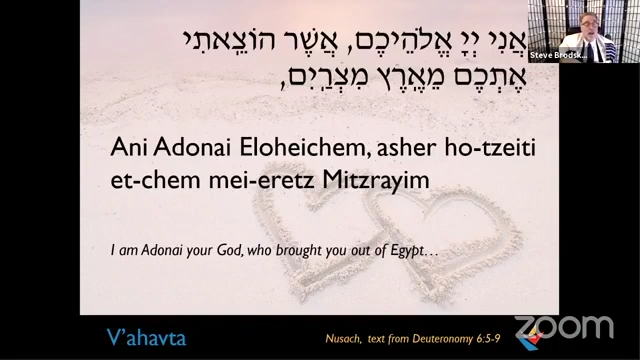 אֲנִי יְיָ אֱלֹהֵיכֶם, אֲשֶׁר הוֹצֵאתִי
אֶתְכֶם מֵאֶרֶץ מִצְרַיִם,
Ani Adonai Eloheichem, asher ho-tzeiti
et-chem mei-eretz Mitzrayim
I am Adonai your God, who brought you out of Egypt…
V'ahavta
Nusach, text from Deuteronomy 6:5-9
Steve Brodsk...
zoom